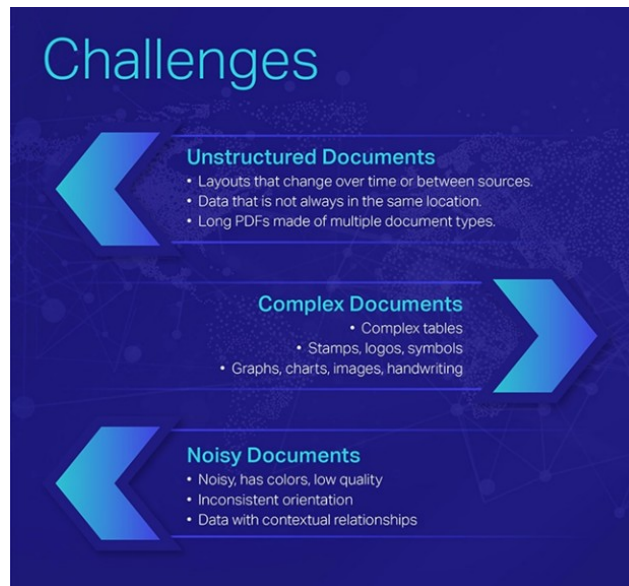 Challenges
Unstructured Documents
• Layouts that change over time or between sources.
• Data that is not always in the same location.
• Long PDFs made of multiple document types.
Complex Documents
• Complex tables
• Stamps, logos, symbols
• Graphs, charts, images, handwriting
Noisy Documents
• Noisy, has colors, low quality
• Inconsistent orientation
• Data with contextual relationships